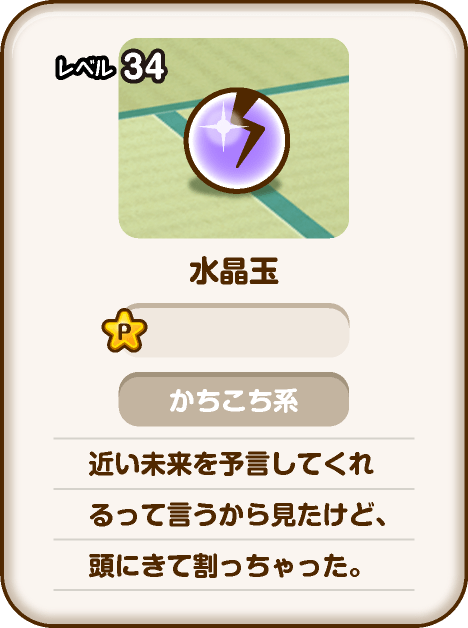 レベル 34
水晶玉
P
かちこち系
近い未来を予言してくれ
るって言うから見たけど、
頭にきて割っちゃった。